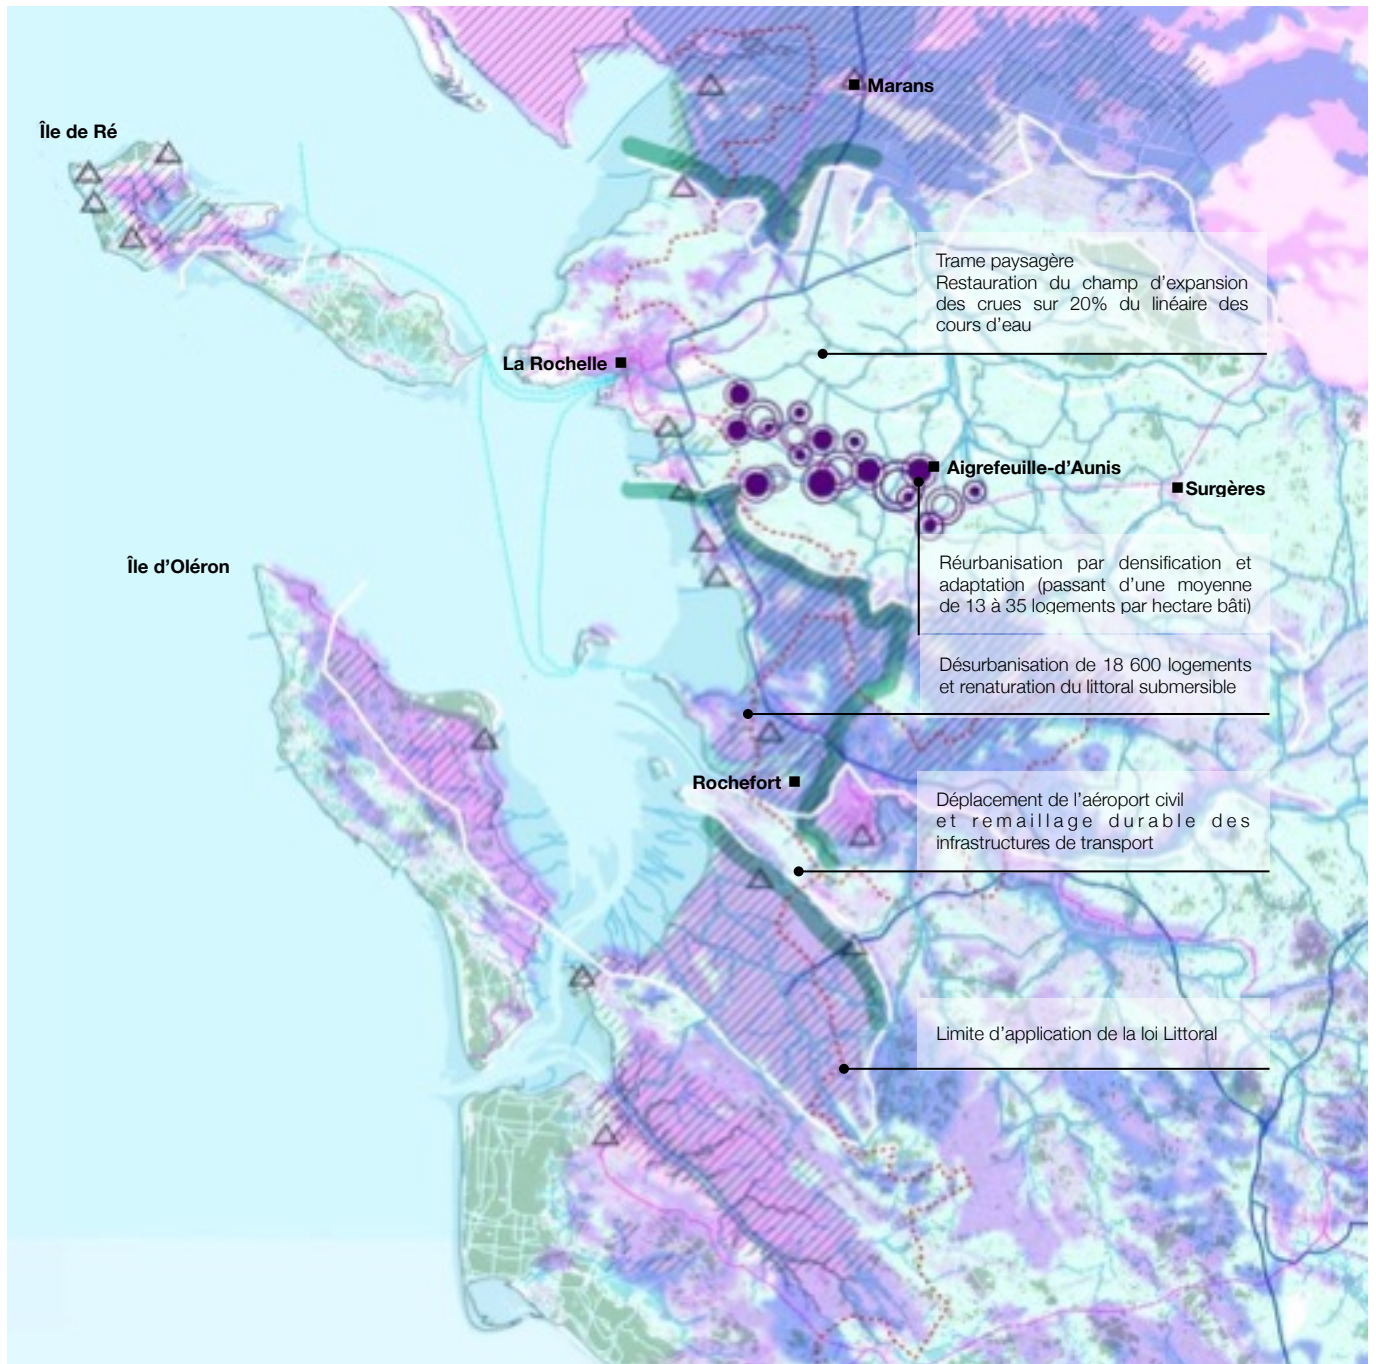 Marans
Île de Ré
Trame paysagère
Restauration du champ d'expansion
des crues sur 20% du linéaire des
cours d'eau
La Rochelle
Aigrefeuille-d'Aunis
Surgères
Île d'Oléron
Réurbanisation par densification et
adaptation (passant d'une moyenne
de 13 à 35 logements par hectare bâti)
Désurbanisation de 18 600 logements
et renaturation du littoral submersible
Rochefort
Déplacement de l'aéroport civil
et remaillage durable des
infrastructures de transport
Limite d'application de la loi Littoral